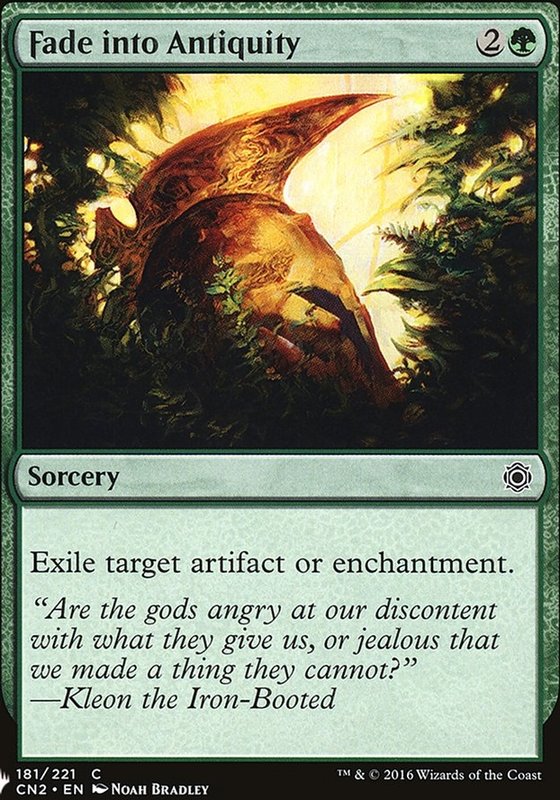 Fade into Antiquity 2
Sorcery
Exile target artifact or enchantment.
“Are the gods angry at our discontent
with what they give us, or jealous that
we made a thing they cannot?”
—Kleon the Iron-Booted
181/221 C
CN2 • EN Noah Bradley
™ & © 2016 Wizards of the Coast